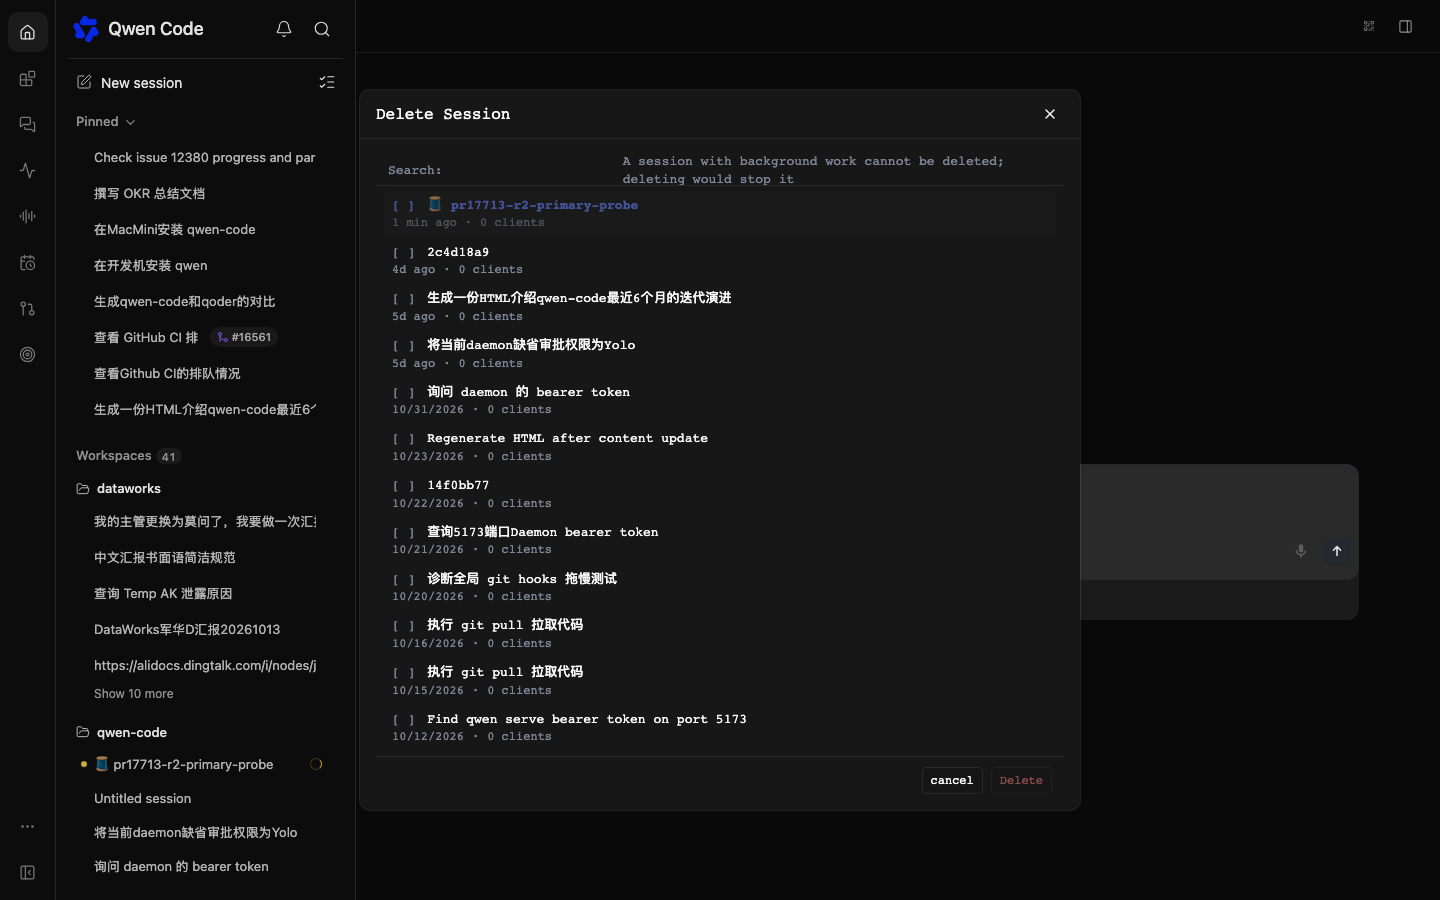 Qwen Code
New session
Pinned
Check issue 12380 progress and par
撰写 OKR 总结文档
在MacMini安装 qwen-code
在开发机安装 qwen
生成qwen-code和qoder的对比
查看 GitHub CI 排 #16561
查看Github CI的排队情况
生成一份HTML介绍qwen-code最近6个
Workspaces 41
dataworks
我的主管更换为莫问了，我要做一次汇报
中文汇报书面语简洁规范
查询 Temp AK 泄露原因
DataWorks军华D汇报20261013
https://alidocs.dingtalk.com/i/nodes/j
Show 10 more
qwen-code
pr17713-r2-primary-probe
Untitled session
将当前daemon缺省审批权限为Yolo
询问 daemon 的 bearer token
Delete Session
Search:
A session with background work cannot be deleted;
deleting would stop it
[ ] pr17713-r2-primary-probe
1 min ago · 0 clients
[ ] 2c4d18a9
4d ago · 0 clients
[ ] 生成一份HTML介绍qwen-code最近6个月的迭代演进
5d ago · 0 clients
[ ] 将当前daemon缺省审批权限为Yolo
5d ago · 0 clients
[ ] 询问 daemon 的 bearer token
10/31/2026 · 0 clients
[ ] Regenerate HTML after content update
10/23/2026 · 0 clients
[ ] 14f0bb77
10/22/2026 · 0 clients
[ ] 查询5173端口Daemon bearer token
10/21/2026 · 0 clients
[ ] 诊断全局 git hooks 拖慢测试
10/20/2026 · 0 clients
[ ] 执行 git pull 拉取代码
10/16/2026 · 0 clients
[ ] 执行 git pull 拉取代码
10/15/2026 · 0 clients
[ ] Find qwen serve bearer token on port 5173
10/12/2026 · 0 clients
cancel
Delete